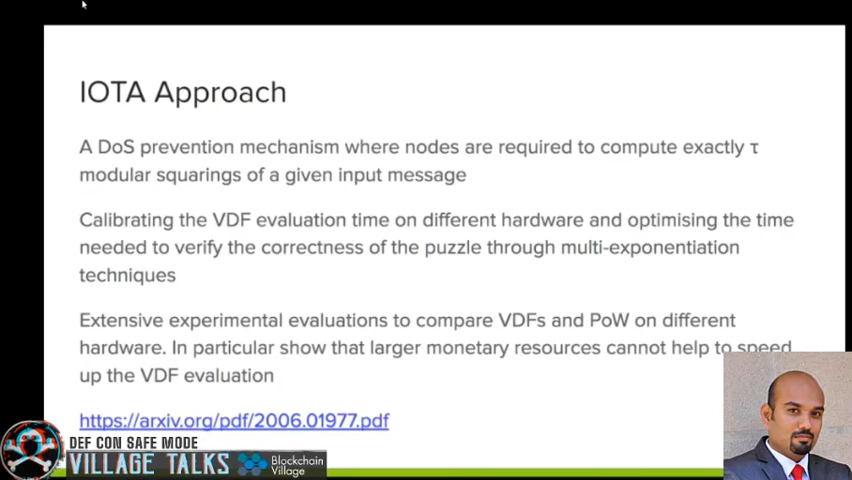 IOTA Approach
A DoS prevention mechanism where nodes are required to compute exactly τ
modular squarings of a given input message
Calibrating the VDF evaluation time on different hardware and optimising the time
needed to verify the correctness of the puzzle through multi-exponentiation
techniques
Extensive experimental evaluations to compare VDFs and PoW on different
hardware. In particular show that larger monetary resources cannot help to speed
up the VDF evaluation
https://arxiv.org/pdf/2006.01977.pdf
DEF CON SAFE MODE
VILLAGE TALKS
Blockchain
Village